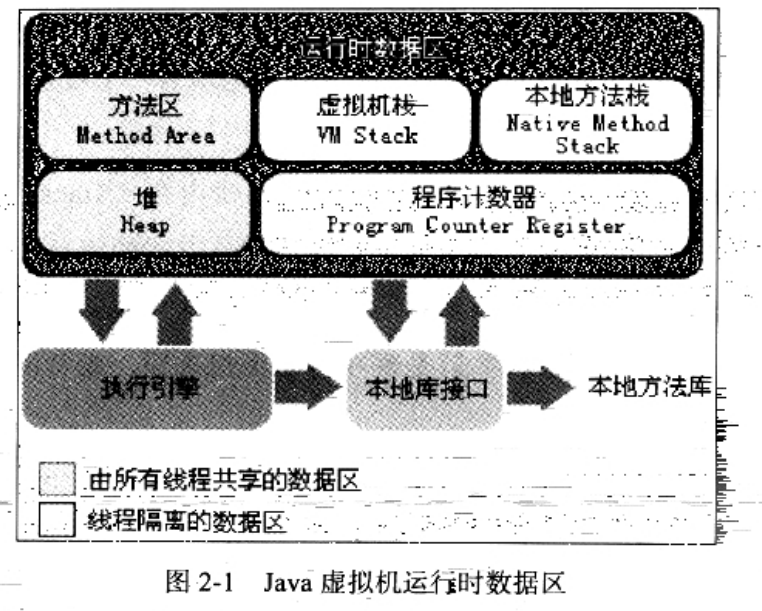 运行时数据区
方法区
Method Area
虚拟机栈
VM Stack
本地方法栈
Native Method
Stack
堆
Heap
程序计数器
Program Counter Register
执行引擎
本地库接口
本地方法库
由所有线程共享的数据区
线程隔离的数据区
图 2-1 Java 虚拟机运行时数据区